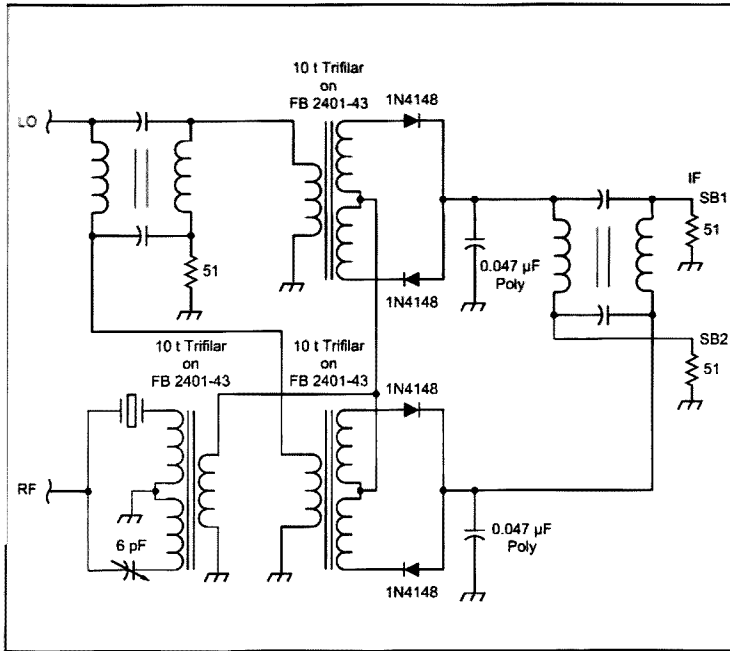 10 t Trifilar
on
FB 2401-43
1N4148
LO
IF
SB1
51
0.047 µF
Poly
51
1N4148
SB2
51
10 t Trifilar
on
FB 2401-43
10 t Trifilar
on
FB 2401-43
1N4148
RF
6 pF
0.047 µF
Poly
1N4148